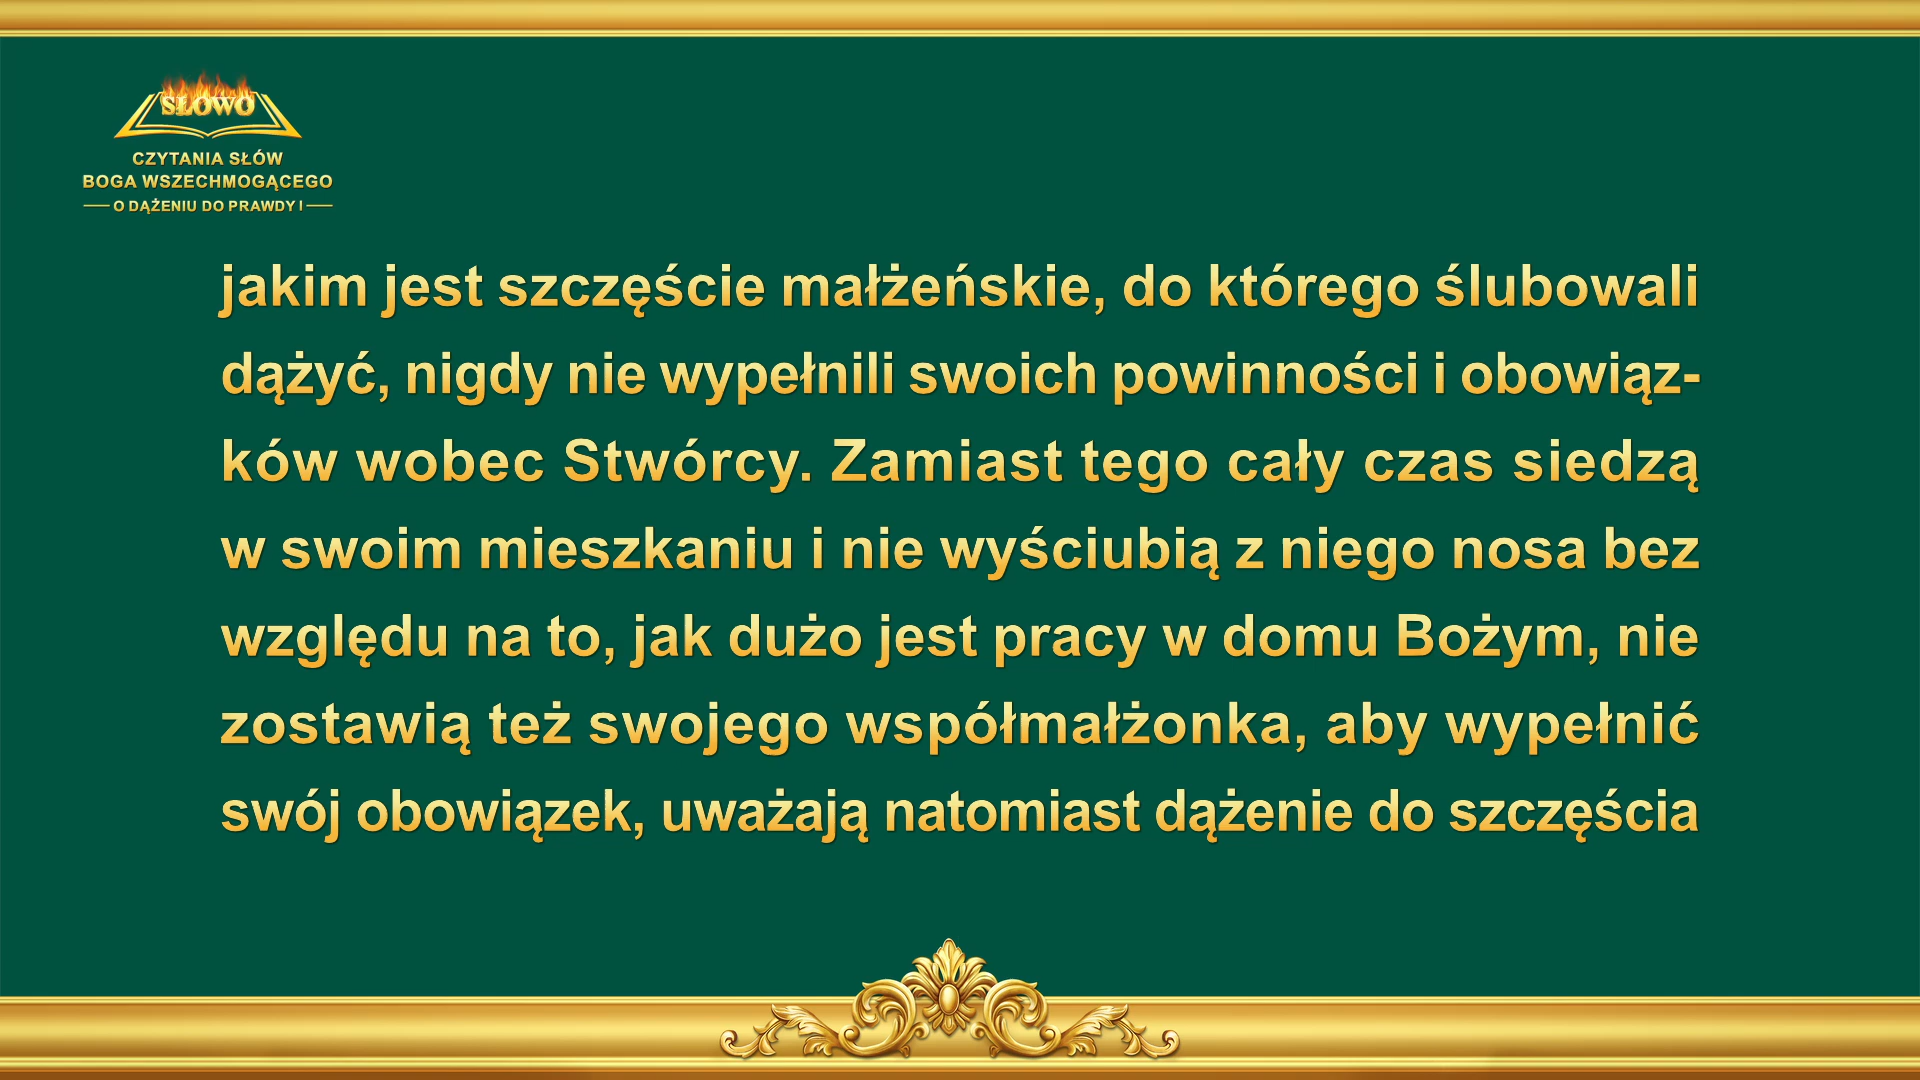 SŁOWO
CZYTANIA SŁÓW
BOGA WSZECHMOGĄCEGO
O DĄŻENIU DO PRAWDY I
jakim jest szczęście małżeńskie, do którego ślubowali
dążyć, nigdy nie wypełnili swoich powinności i obowiąz-
ków wobec Stwórcy. Zamiast tego cały czas siedzą
w swoim mieszkaniu i nie wyściubią z niego nosa bez
względu na to, jak dużo jest pracy w domu Bożym, nie
zostawią też swojego współmałżonka, aby wypełnić
swój obowiązek, uważają natomiast dążenie do szczęścia